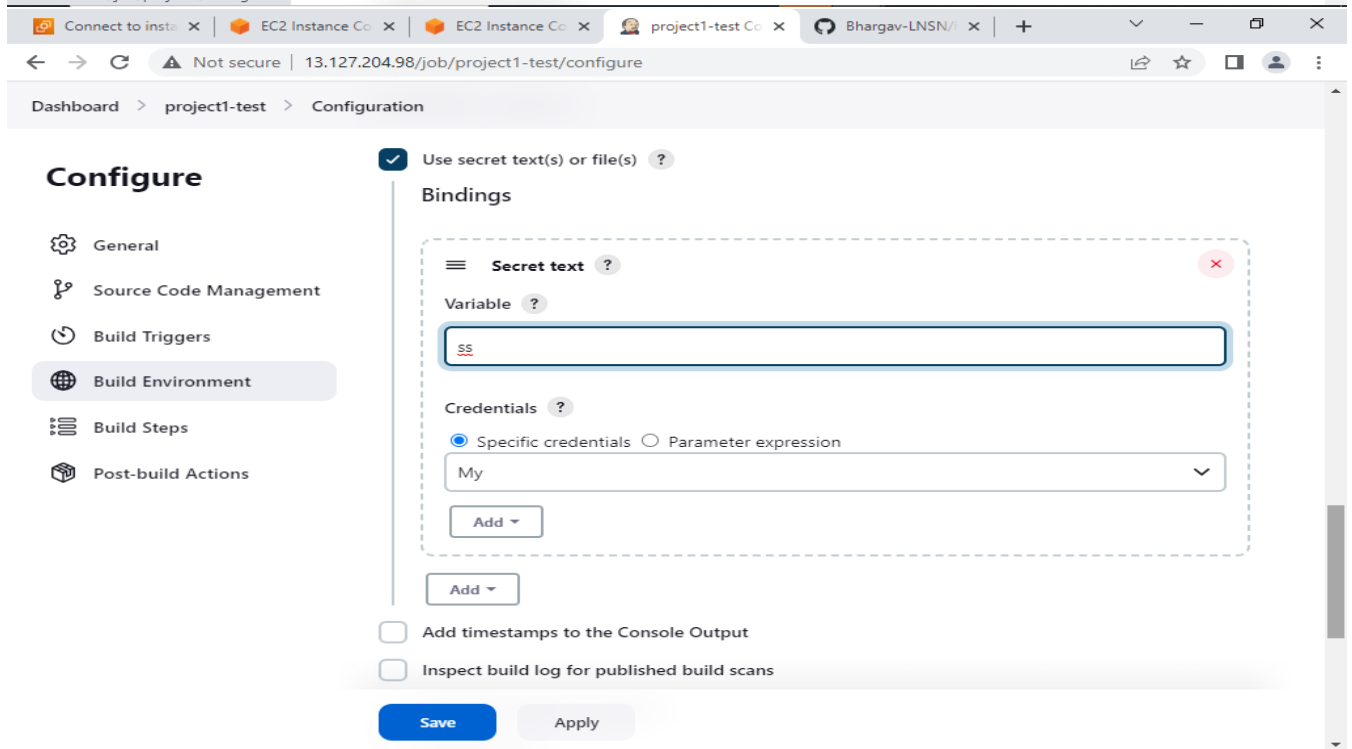 Connect to insta
EC2 Instance Co
EC2 Instance Co
project1-test Co
Bhargav-LNSN/
Not secure | 13.127.204.98/job/project1-test/configure
Dashboard > project1-test > Configuration
Configure
General
Source Code Management
Build Triggers
Build Environment
Build Steps
Post-build Actions
Use secret text(s) or file(s) ?
Bindings
Secret text ?
Variable ?
ss
Credentials ?
Specific credentials Parameter expression
My
Add
Add
Add timestamps to the Console Output
Inspect build log for published build scans
Save Apply